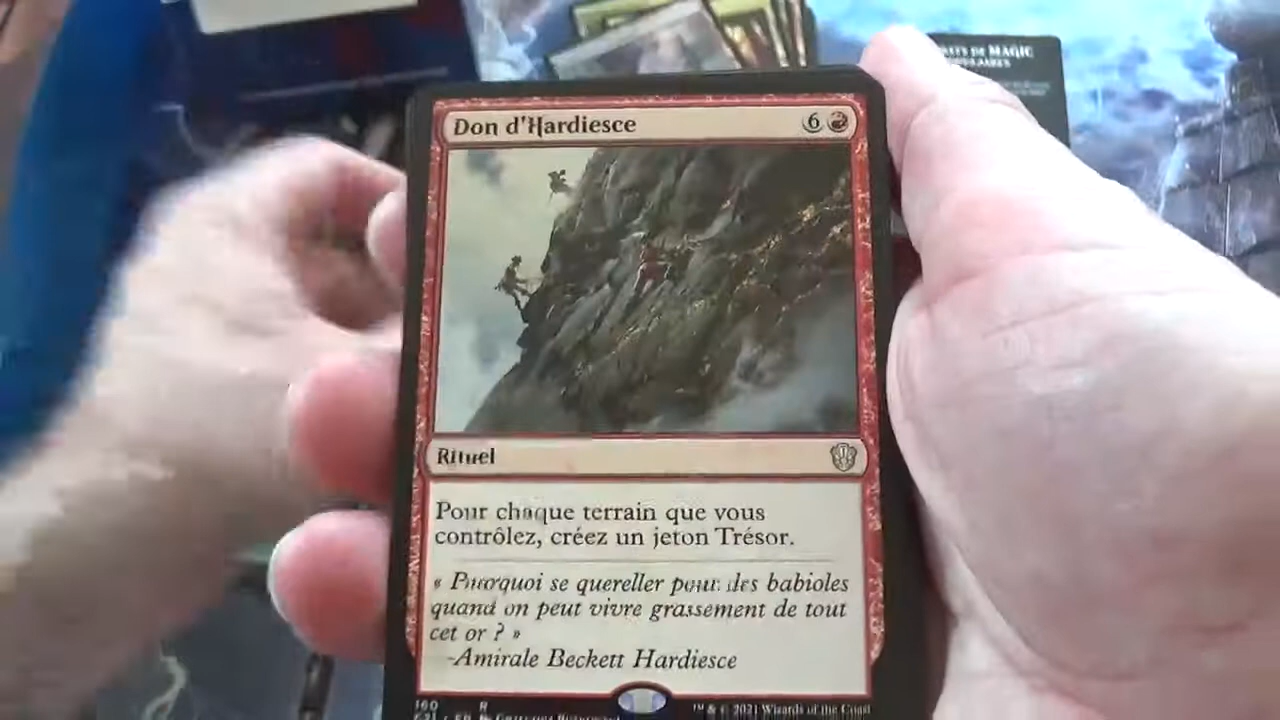 DE MAGIC
Don d'Hardiesce
6
Rituel
Pour chaque terrain que vous
contrôlez, créez un jeton Trésor.
« Pourquoi se quereller pour des babioles
quand on peut vivre grassement de tout
cet or ? »
-Amirale Beckett Hardiesce
160 R
™ & © 2021 Wizards of the Coast